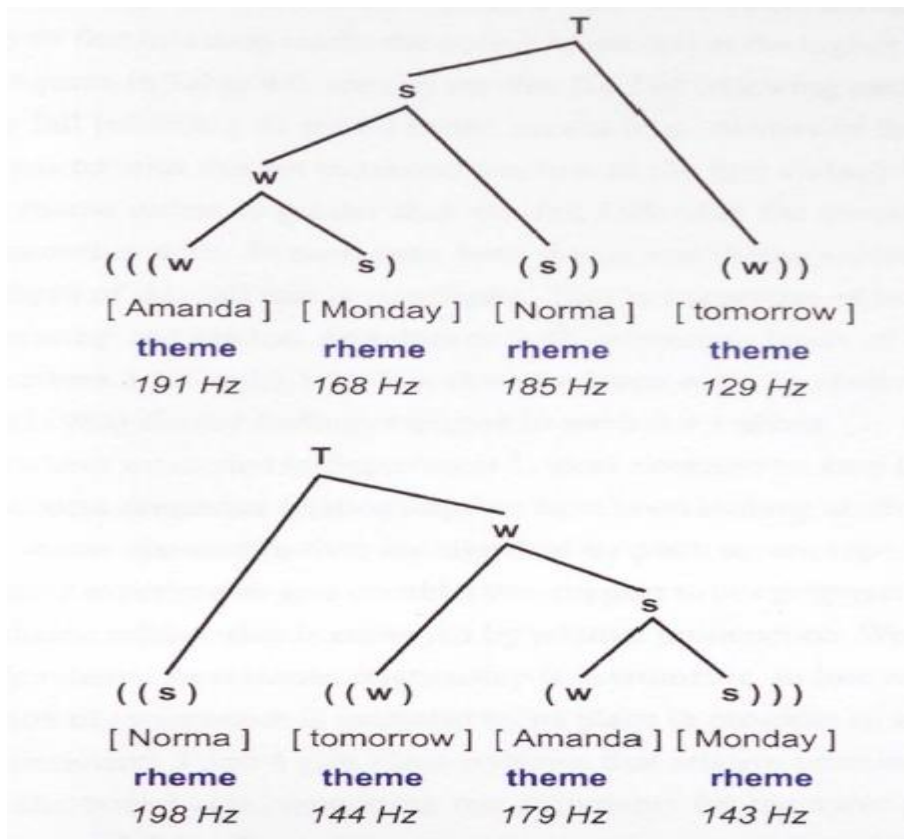 T
s
w
(((w s) (s)) (w))
[ Amanda ] [ Monday ] [ Norma ] [ tomorrow ]
theme rheme rheme theme
191 Hz 168 Hz 185 Hz 129 Hz
T
w
s
((s) ((w) (w s)))
[ Norma ] [ tomorrow ] [ Amanda ] [ Monday ]
rheme theme theme rheme
198 Hz 144 Hz 179 Hz 143 Hz